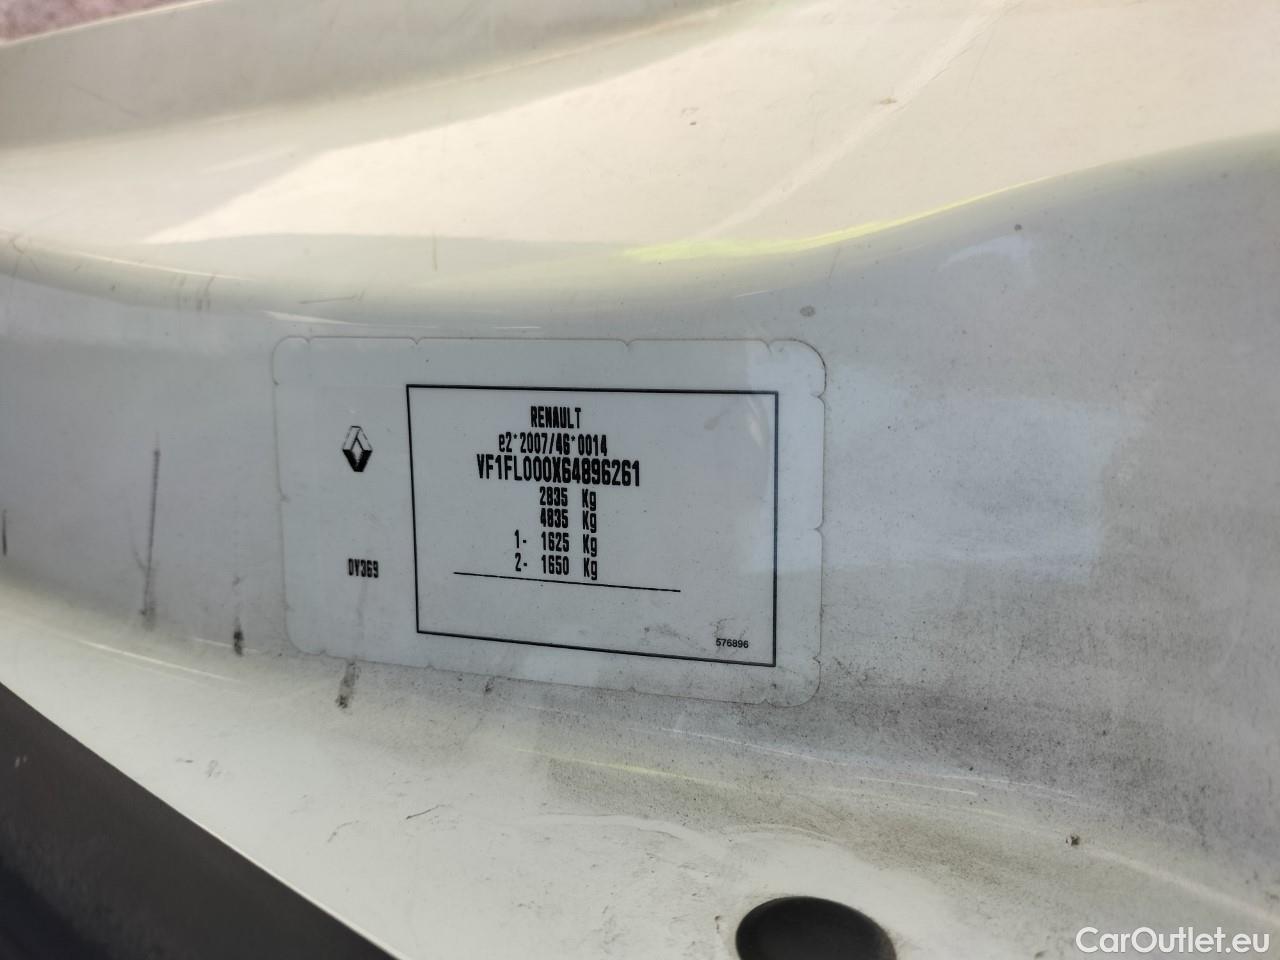 RENAULT
e2*2007/46*0014
VF1FL000X64896261
2835 Kg
4835 Kg
1- 1625 Kg
2- 1650 Kg
DV369
576896
CarOutlet.eu